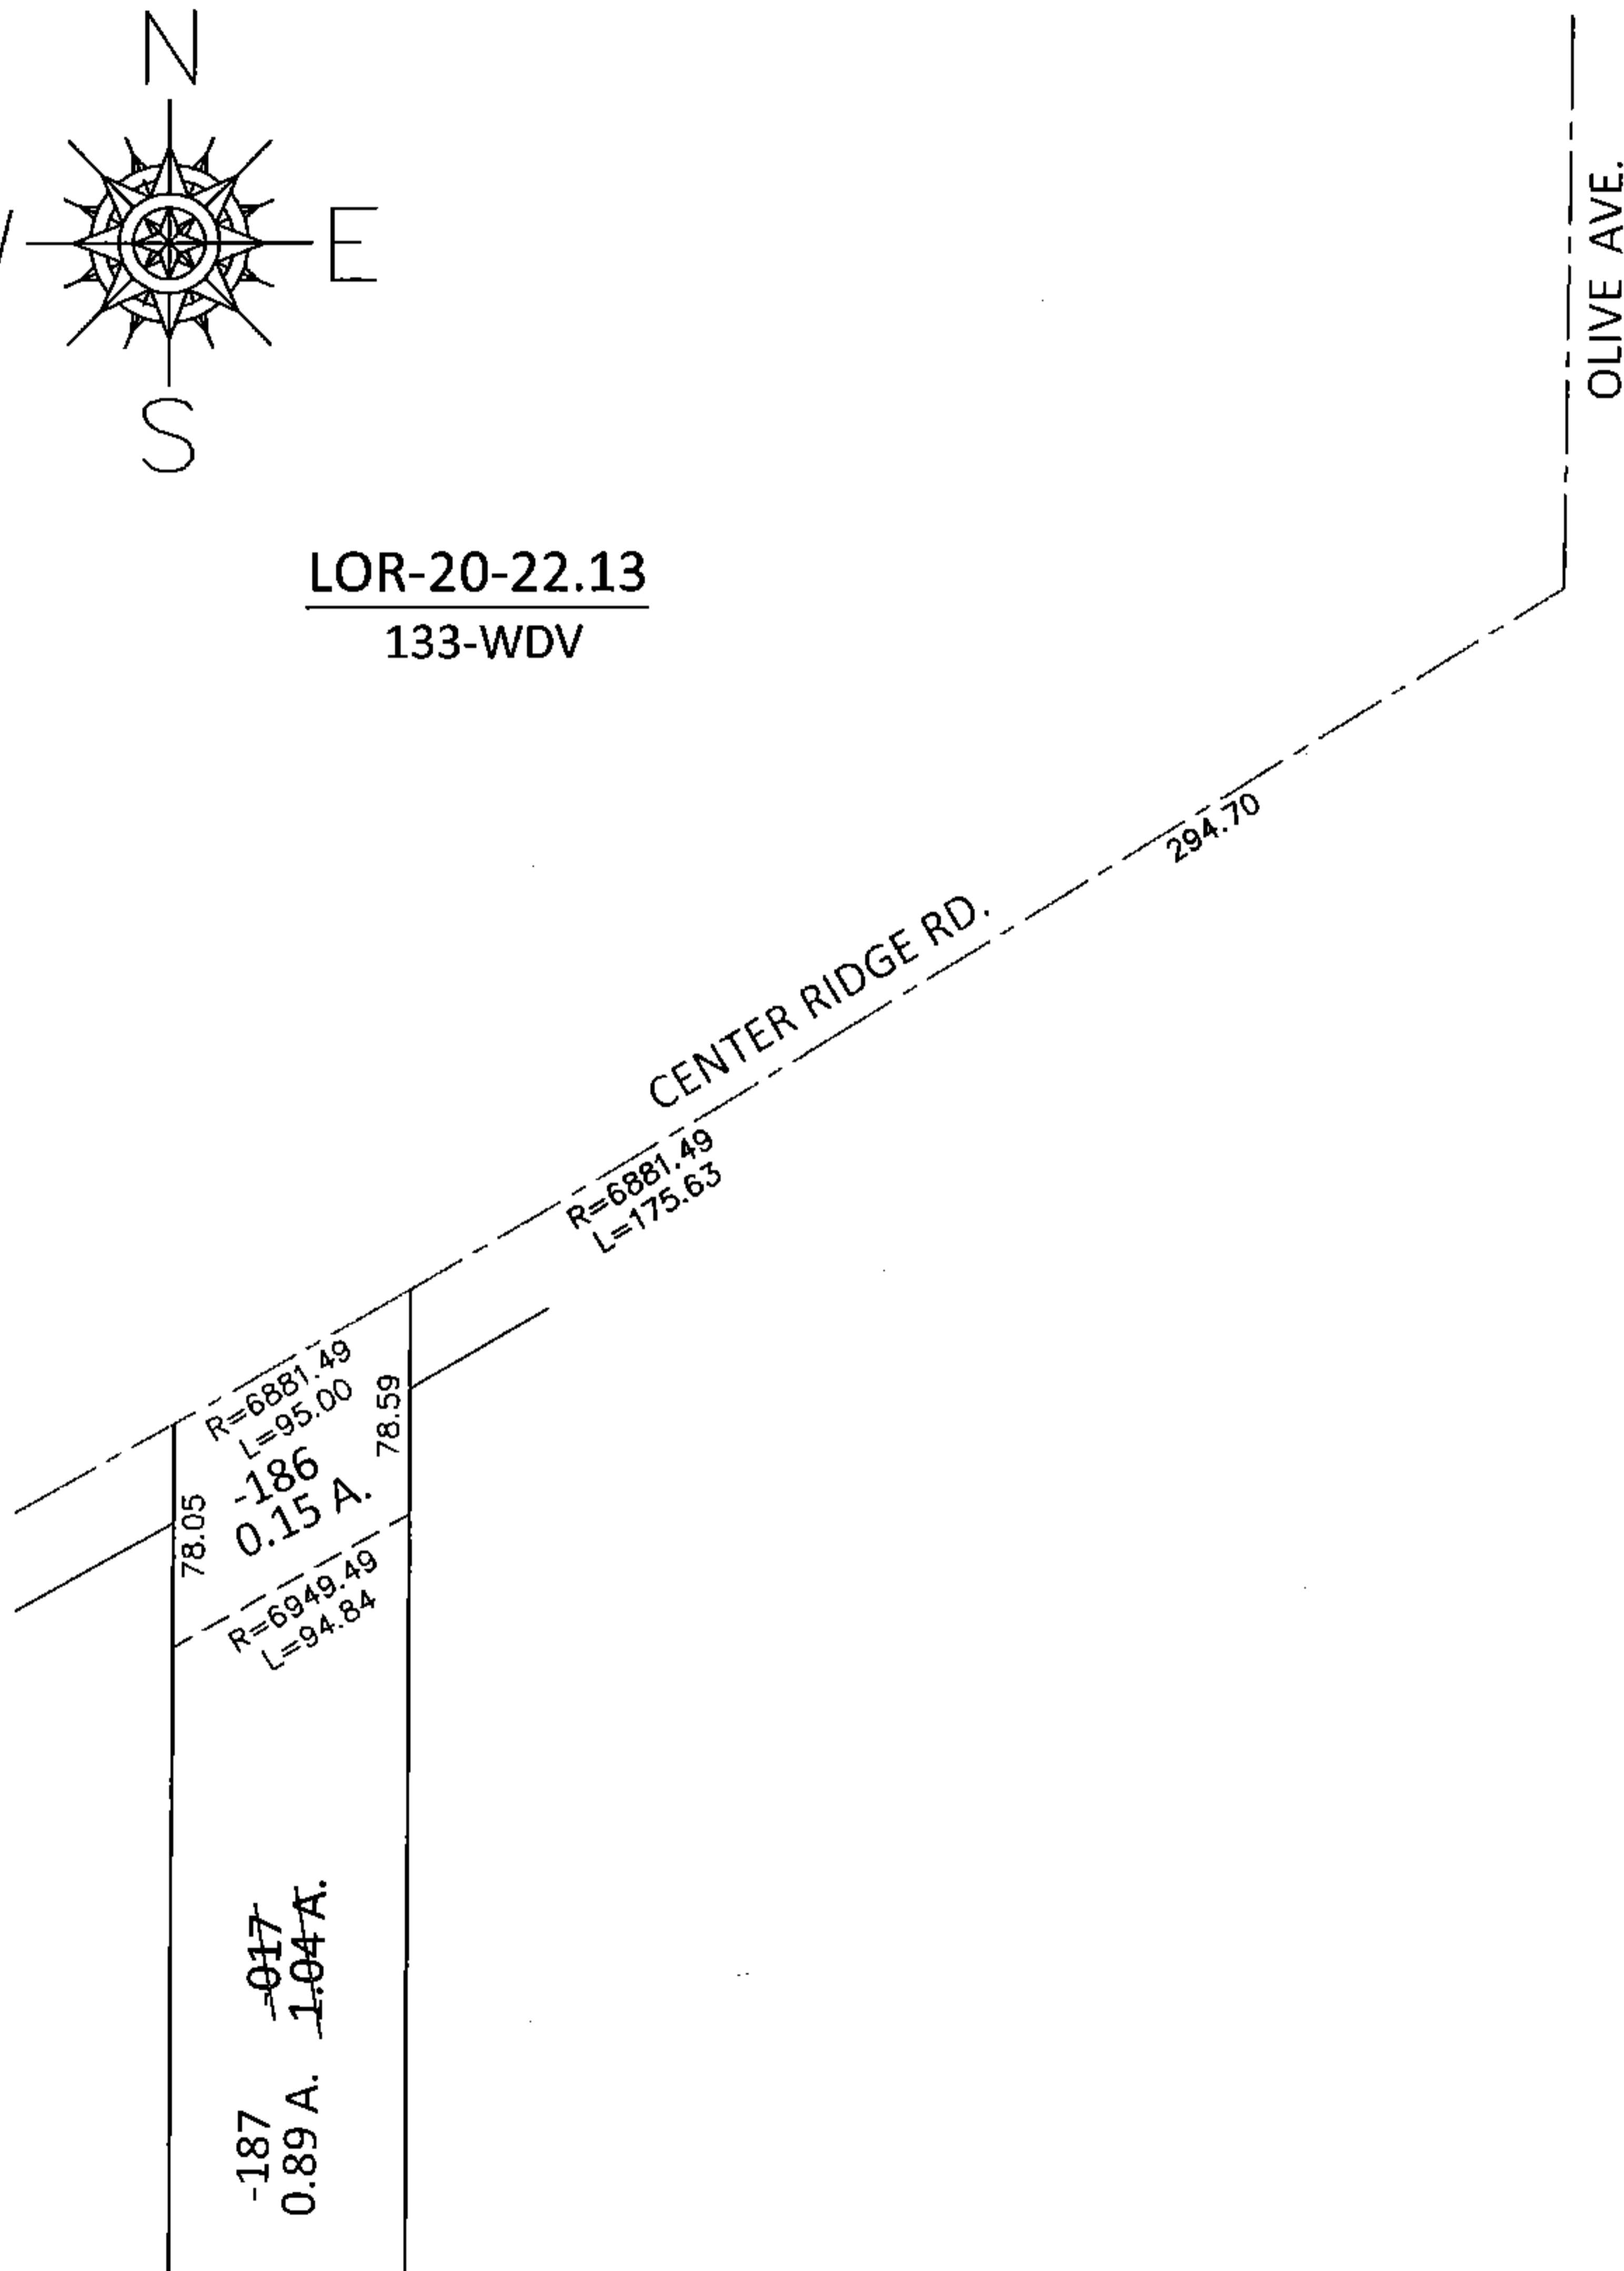 N
E
S
OLIVE AVE.
LOR-20-22.13
133-WDV
294.70
CENTER RIDGE RD.
R=6881.49
L=175.63
R=6881.49
L=95.00
78.59
-186
0.15 A.
78.05
R=6949.49
L=94.84
-017
1.04 A.
-187
0.89 A.